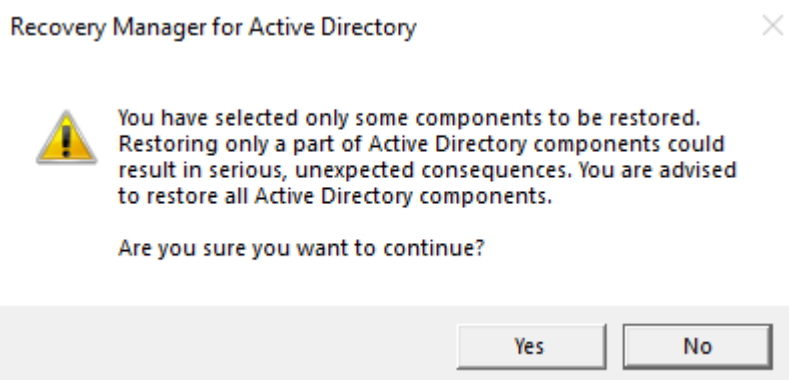 Recovery Manager for Active Directory
You have selected only some components to be restored.
Restoring only a part of Active Directory components could
result in serious, unexpected consequences. You are advised
to restore all Active Directory components.
Are you sure you want to continue?
Yes
No